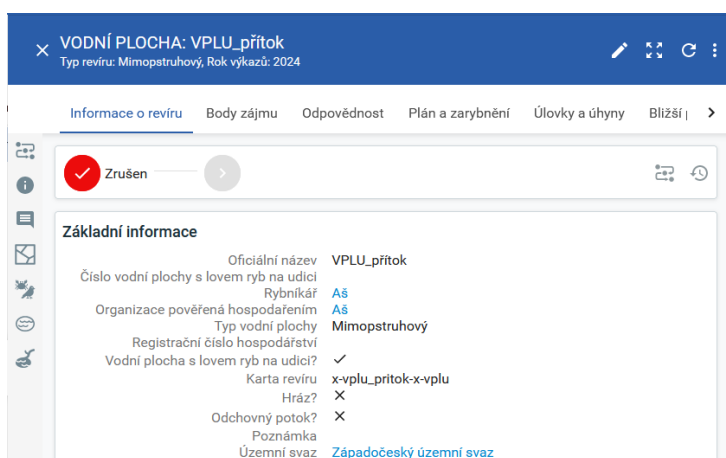 VODNÍ PLOCHA: VPLU_přítok
Typ revíru: Mimopstruhový, Rok výkazů: 2024
Informace o revíru Body zájmu Odpovědnost Plán a zarybnění Úlovky a úhyny Bližší
Zrušen
Základní informace
Oficiální název VPLU_přítok
Číslo vodní plochy s lovem ryb na udici
Rybníkář Aš
Organizace pověřená hospodařením Aš
Typ vodní plochy Mimopstruhový
Registrační číslo hospodářství
Vodní plocha s lovem ryb na udici?
Karta revíru x-vplu_pritok-x-vplu
Hráz?
Odchovný potok?
Poznámka
Územní svaz Západočeský územní svaz